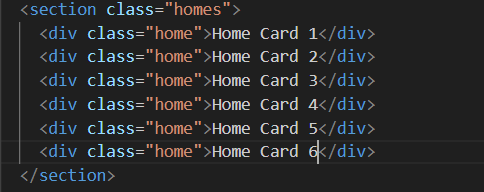 <section class="homes">
<div class="home">Home Card 1</div>
<div class="home">Home Card 2</div>
<div class="home">Home Card 3</div>
<div class="home">Home Card 4</div>
<div class="home">Home Card 5</div>
<div class="home">Home Card 6</div>
</section>